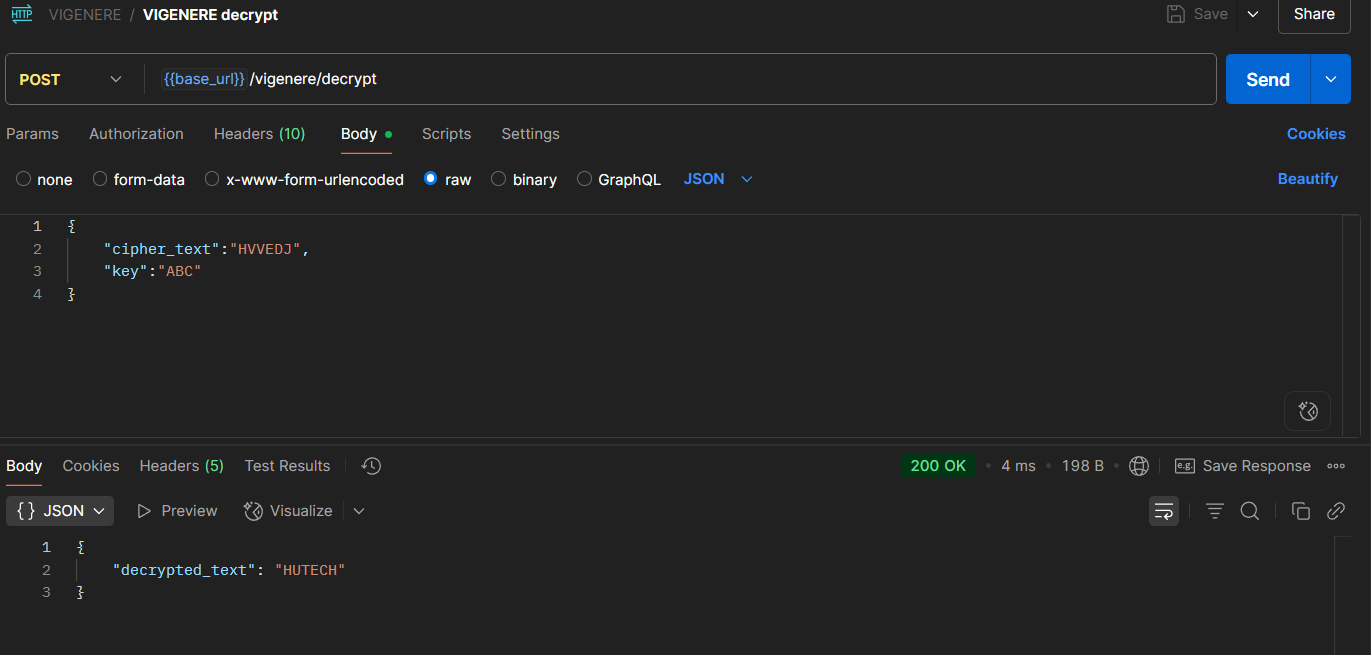 HTTP VIGENERE / VIGENERE decrypt Save Share
POST {{base_url}} /vigenere/decrypt Send
Params Authorization Headers (10) Body Scripts Settings Cookies
none form-data x-www-form-urlencoded raw binary GraphQL JSON Beautify
1 {
2 "cipher_text":"HVVEDJ",
3 "key":"ABC"
4 }
Body Cookies Headers (5) Test Results 200 OK • 4 ms • 198 B • e.g. Save Response
{} JSON Preview Visualize
1 {
2 "decrypted_text": "HUTECH"
3 }